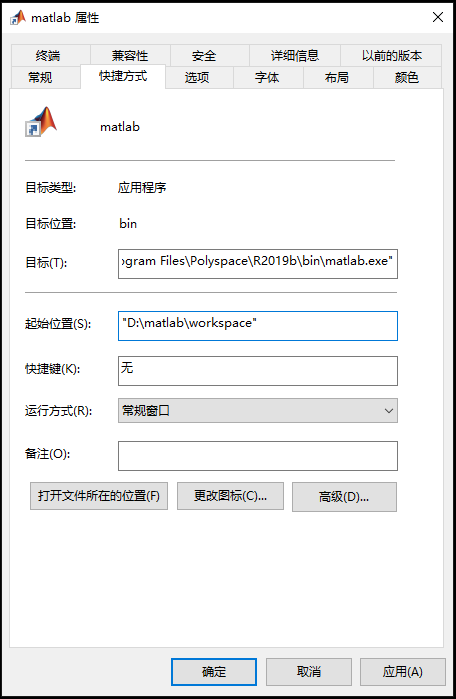 matlab 属性
终端 兼容性 安全 详细信息 以前的版本
常规 快捷方式 选项 字体 布局 颜色
matlab
目标类型: 应用程序
目标位置: bin
目标(T): ogram Files\Polyspace\R2019b\bin\matlab.exe"
起始位置(S): "D:\matlab\workspace"
快捷键(K): 无
运行方式(R): 常规窗口
备注(O):
打开文件所在的位置(F) 更改图标(C)... 高级(D)...
确定 取消 应用(A)